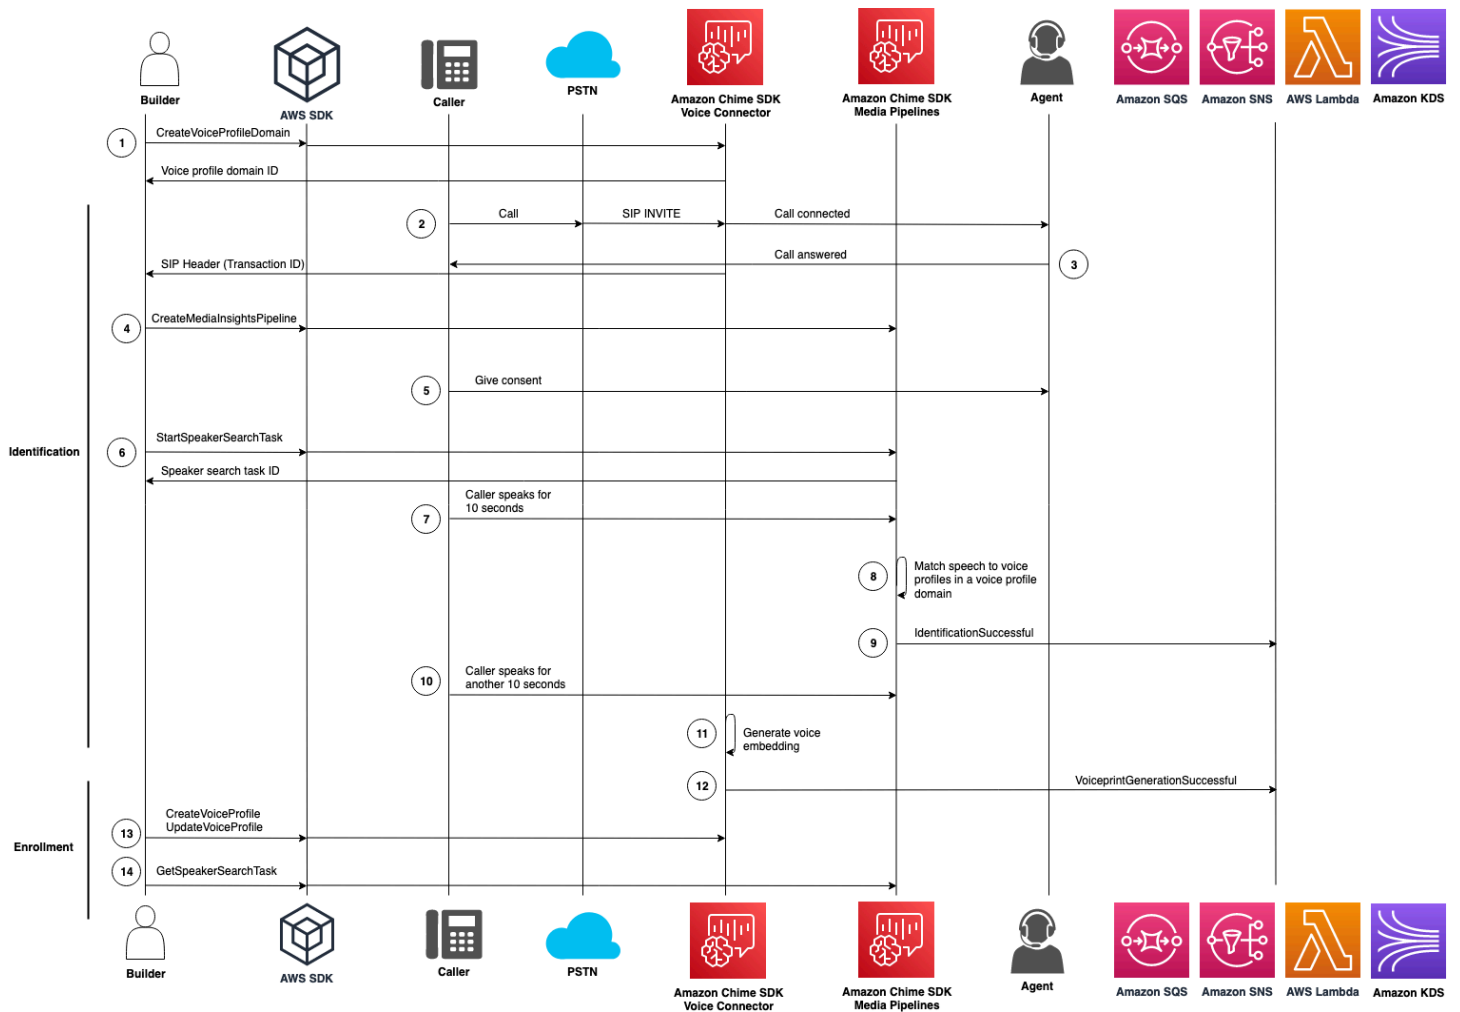 Builder
AWS SDK
Caller
PSTN
Amazon Chime SDK
Voice Connector
Amazon Chime SDK
Media Pipelines
Agent
Amazon SQS
Amazon SNS
AWS Lambda
Amazon KDS
1
CreateVoiceProfileDomain
Voice profile domain ID
2
Call
SIP INVITE
Call connected
Call answered
3
SIP Header (Transaction ID)
4
CreateMediaInsightsPipeline
5
Give consent
Identification
6
StartSpeakerSearchTask
Speaker search task ID
7
Caller speaks for
10 seconds
8
Match speech to voice
profiles in a voice profile
domain
9
IdentificationSuccessful
10
Caller speaks for
another 10 seconds
11
Generate voice
embedding
12
VoiceprintGenerationSuccessful
Enrollment
13
CreateVoiceProfile
UpdateVoiceProfile
14
GetSpeakerSearchTask
Builder
AWS SDK
Caller
PSTN
Amazon Chime SDK
Voice Connector
Amazon Chime SDK
Media Pipelines
Agent
Amazon SQS
Amazon SNS
AWS Lambda
Amazon KDS